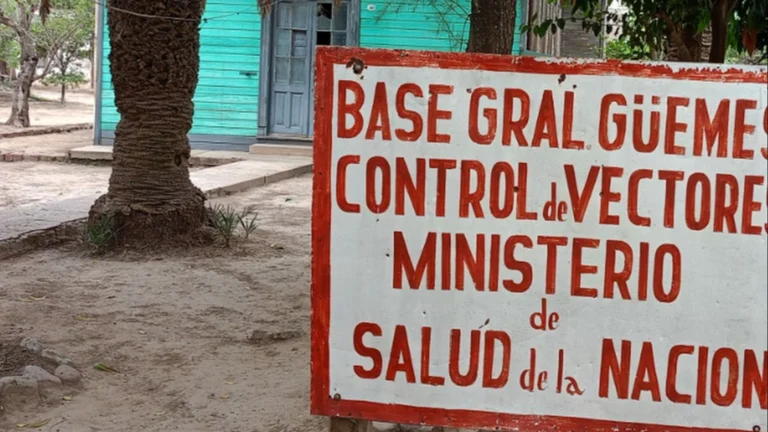 BASE GRAL. GÜEMES
CONTROL de VECTORES
MINISTERIO
de
SALUD de la NACION